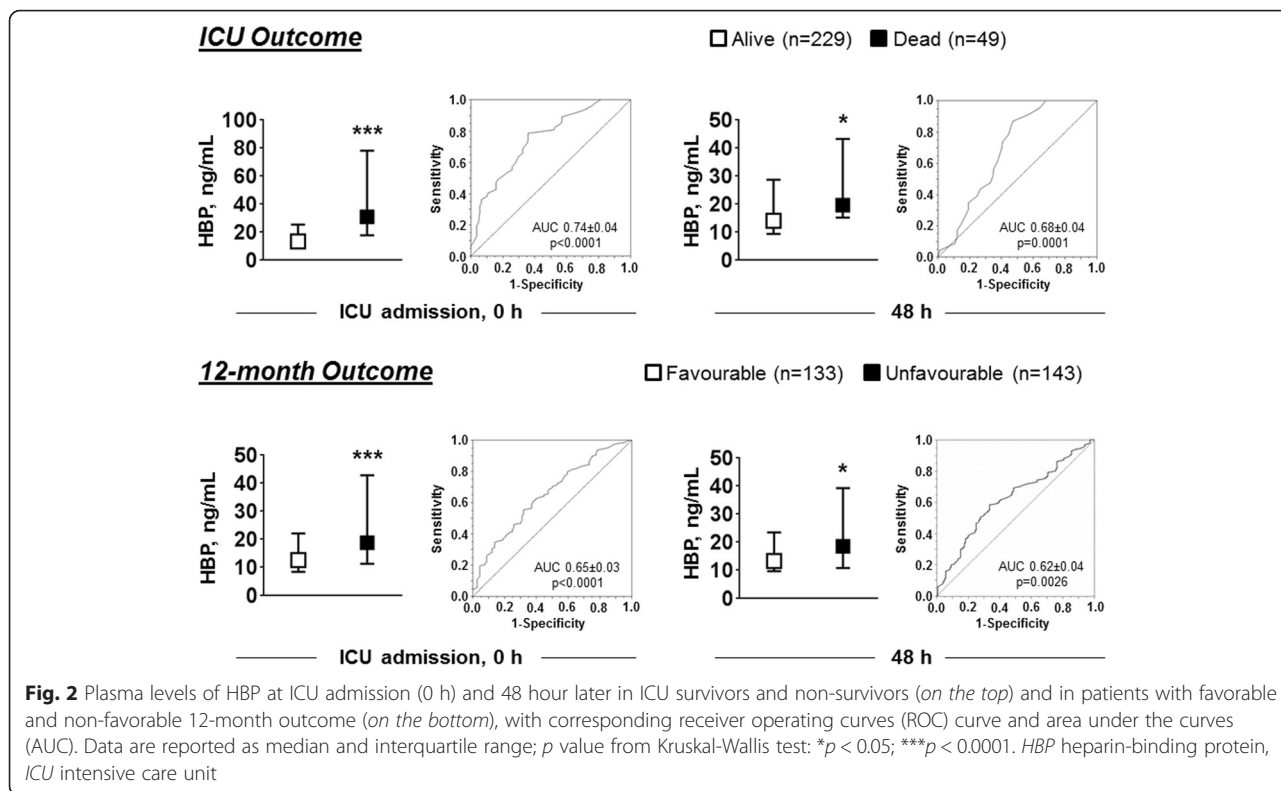 ICU Outcome
Alive (n=229) Dead (n=49)
HBP, ng/mL
100
80
60
40
20
0
***
Sensitivity
1.0
0.8
0.6
0.4
0.2
0.0
AUC 0.74±0.04
p<0.0001
0.0 0.2 0.4 0.6 0.8 1.0
1-Specificity
ICU admission, 0 h
HBP, ng/mL
50
40
30
20
10
0
*
Sensitivity
1.0
0.8
0.6
0.4
0.2
0.0
AUC 0.68±0.04
p=0.0001
0.0 0.2 0.4 0.6 0.8 1.0
1-Specificity
48 h
12-month Outcome
Favourable (n=133) Unfavourable (n=143)
HBP, ng/mL
50
40
30
20
10
0
***
Sensitivity
1.0
0.8
0.6
0.4
0.2
0.0
AUC 0.65±0.03
p<0.0001
0.0 0.2 0.4 0.6 0.8 1.0
1-Specificity
ICU admission, 0 h
HBP, ng/mL
50
40
30
20
10
0
*
Sensitivity
1.0
0.8
0.6
0.4
0.2
0.0
AUC 0.62±0.04
p=0.0026
0.0 0.2 0.4 0.6 0.8 1.0
1-Specificity
48 h
Fig. 2 Plasma levels of HBP at ICU admission (0 h) and 48 hour later in ICU survivors and non-survivors (on the top) and in patients with favorable
and non-favorable 12-month outcome (on the bottom), with corresponding receiver operating curves (ROC) curve and area under the curves
(AUC). Data are reported as median and interquartile range; p value from Kruskal-Wallis test: *p < 0.05; ***p < 0.0001. HBP heparin-binding protein,
ICU intensive care unit